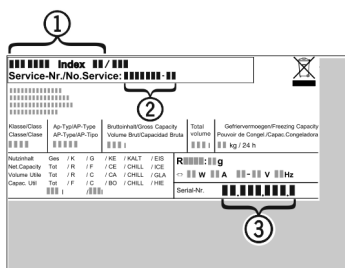 1
Index /
Service-Nr./No.Service: -
2
Klasse/Class
Classe/Clase
Ap-Typ/AP-Type
AP-Type/AP-Tipo
Bruttoinhalt/Gross Capacity
Volume Brut/Capacidad Bruta
l
Total
volume
l
Gefriervermoegen/Freezing Capacity
Pouvoir de Congel./Capac.Congeladora
kg / 24 h
Nutzinhalt Ges / K / G / KE / KALT / EIS
Net.Capacity Tot / R / F / CE / CHILL / ICE
Volume Utile Tot / R / C / CA / CHILL / GLA
Capac. Util Tot / F / C / BO / CHILL / HIE
l / l
R : g
W A - V Hz
Serial-Nr. . . .
3